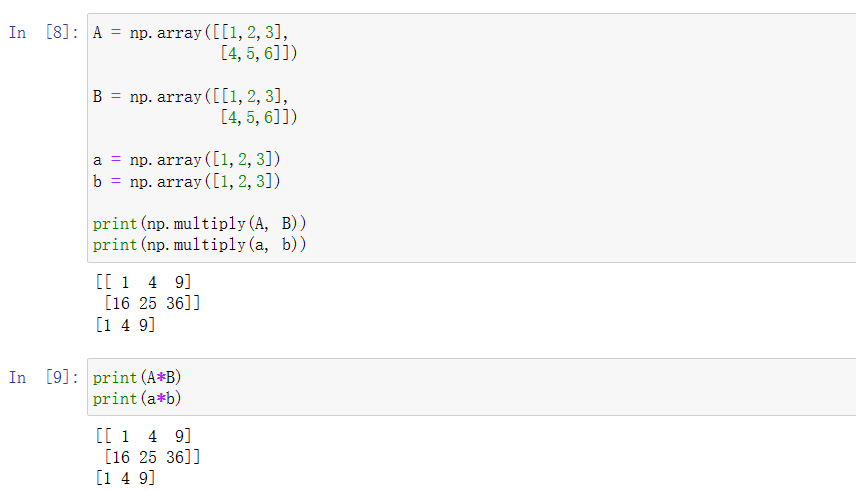 In [8]: A = np.array([[1,2,3],
[4,5,6]])
B = np.array([[1,2,3],
[4,5,6]])
a = np.array([1,2,3])
b = np.array([1,2,3])
print(np.multiply(A, B))
print(np.multiply(a, b))
[[ 1  4  9]
[16 25 36]]
[1 4 9]
In [9]: print(A*B)
print(a*b)
[[ 1  4  9]
[16 25 36]]
[1 4 9]